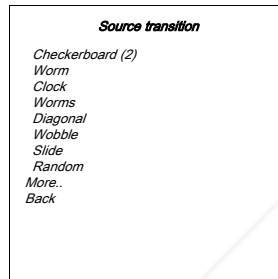 Source transition
Checkerboard (2)
Worm
Clock
Worms
Diagonal
Wobble
Slide
Random
More..
Back